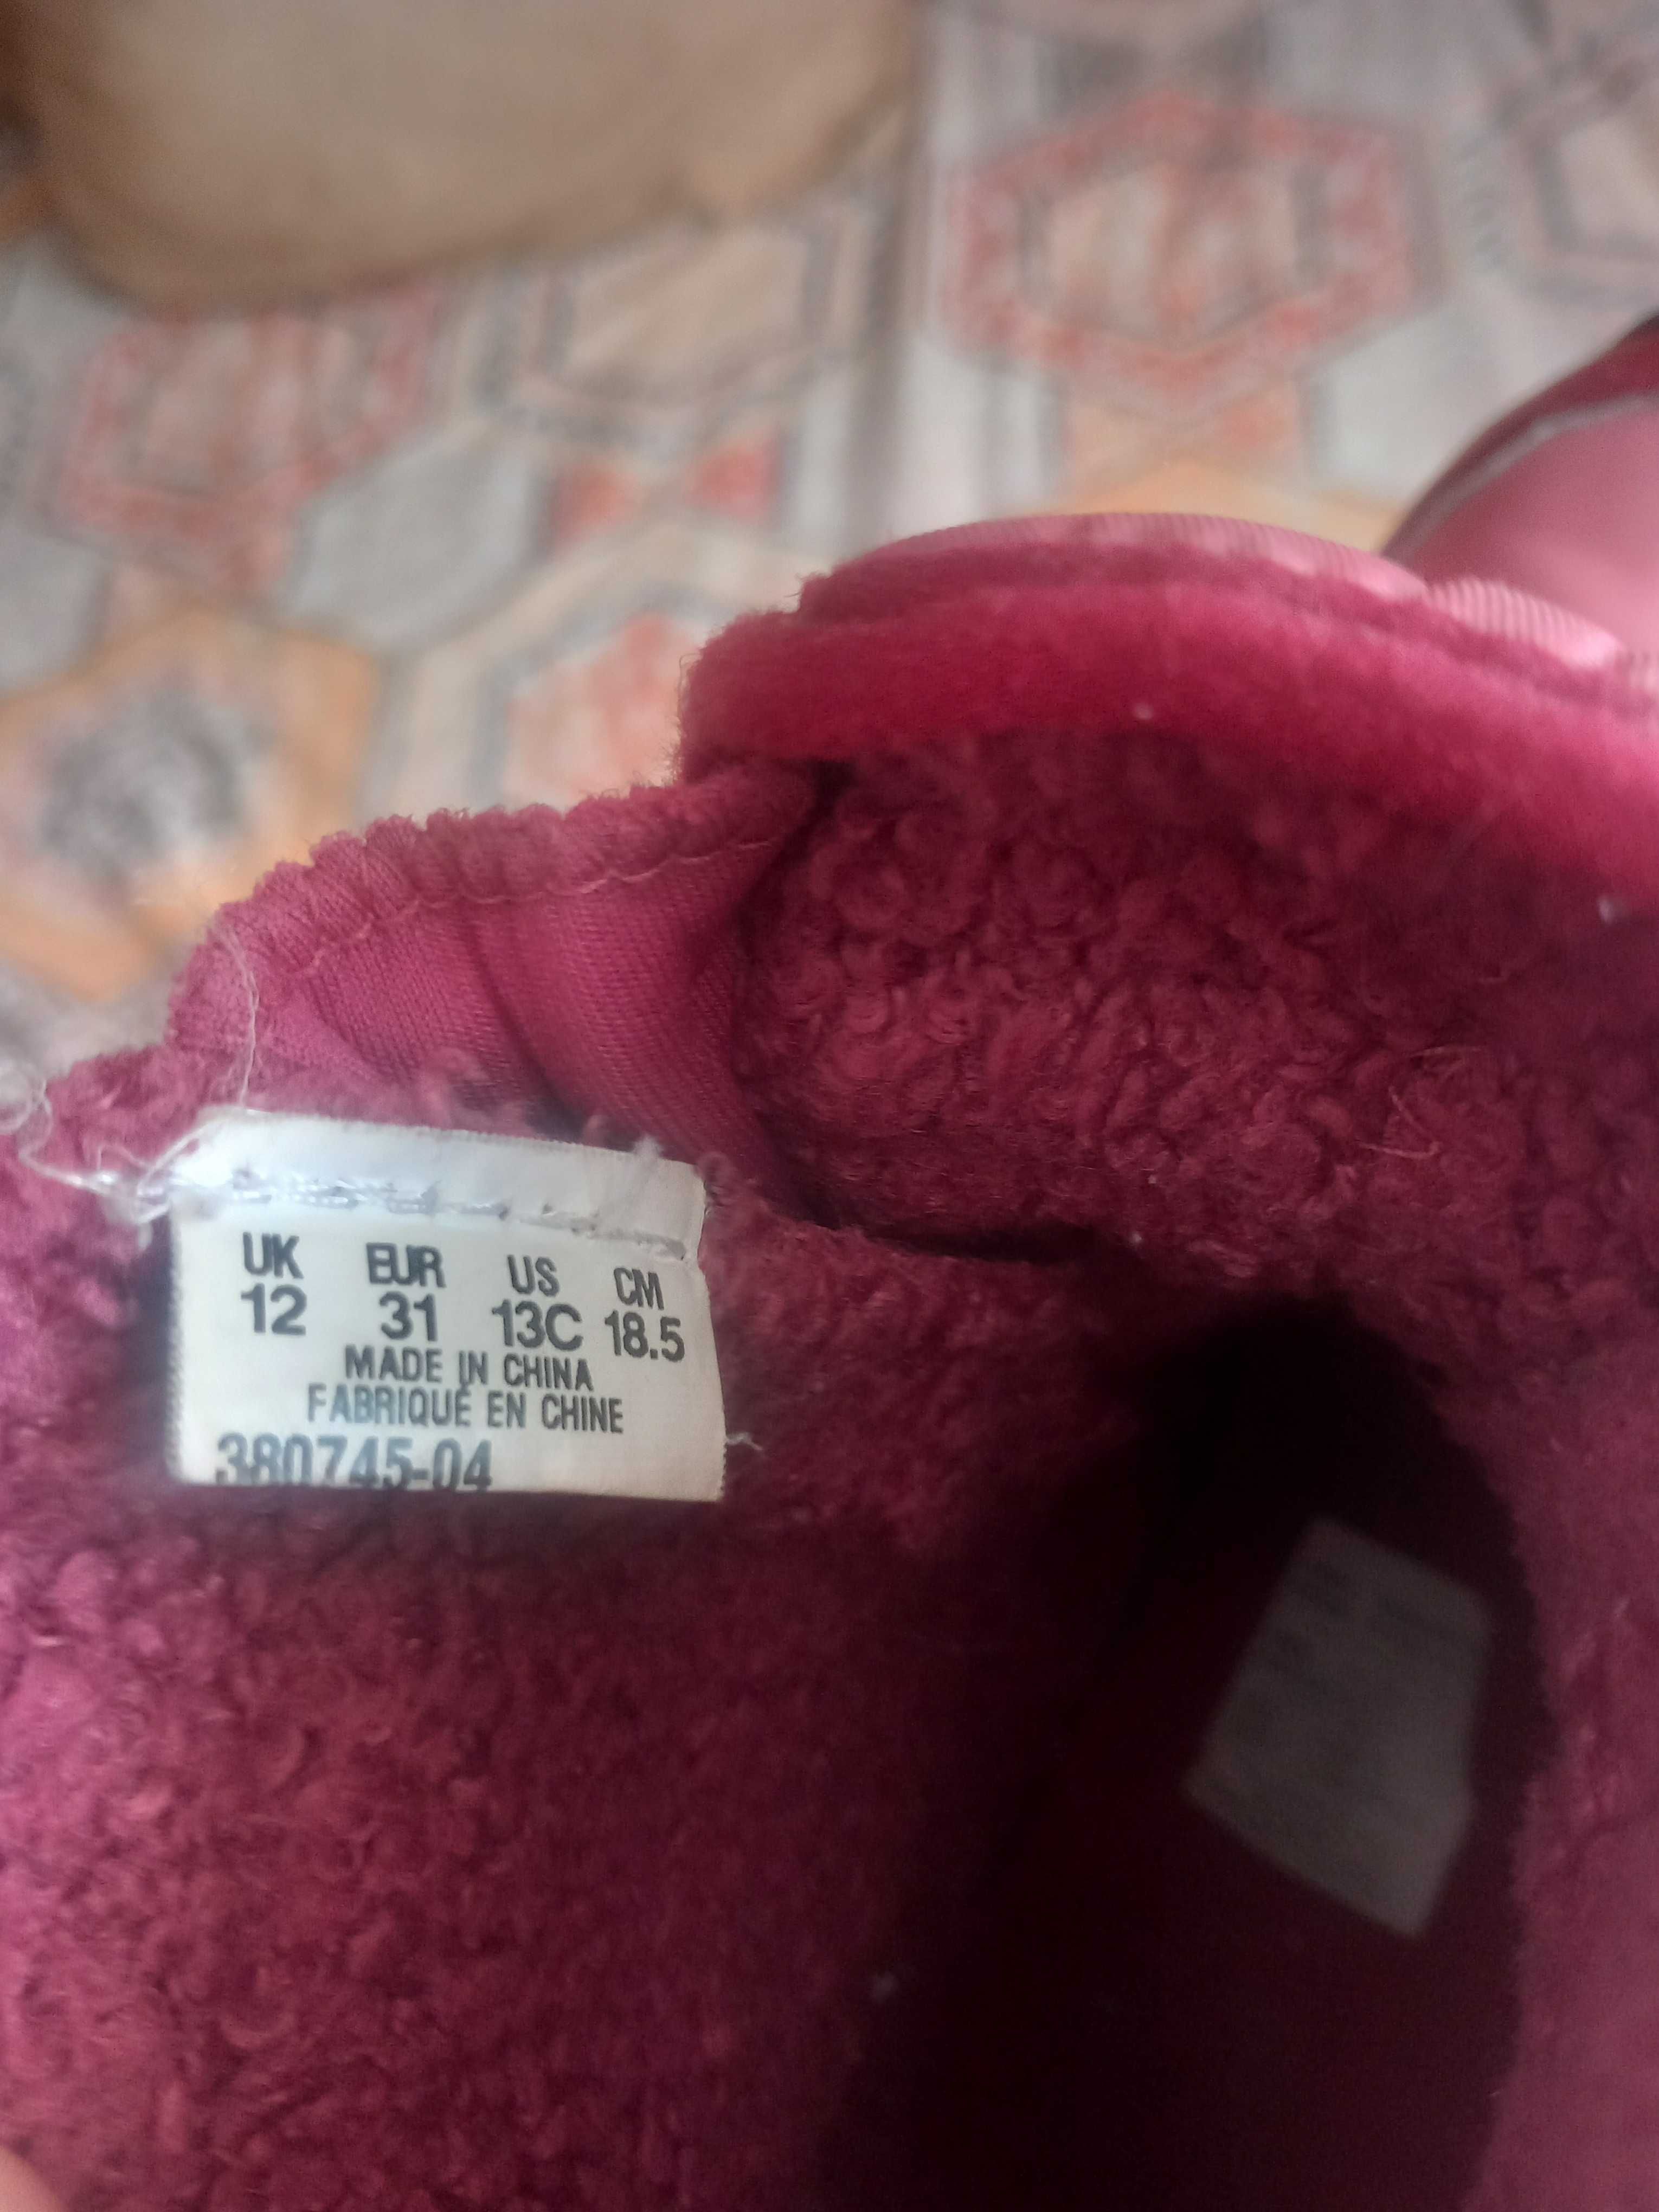 UK EUR US CM
12 31 13C 18.5
MADE IN CHINA
FABRIQUÉ EN CHINE
380745-04